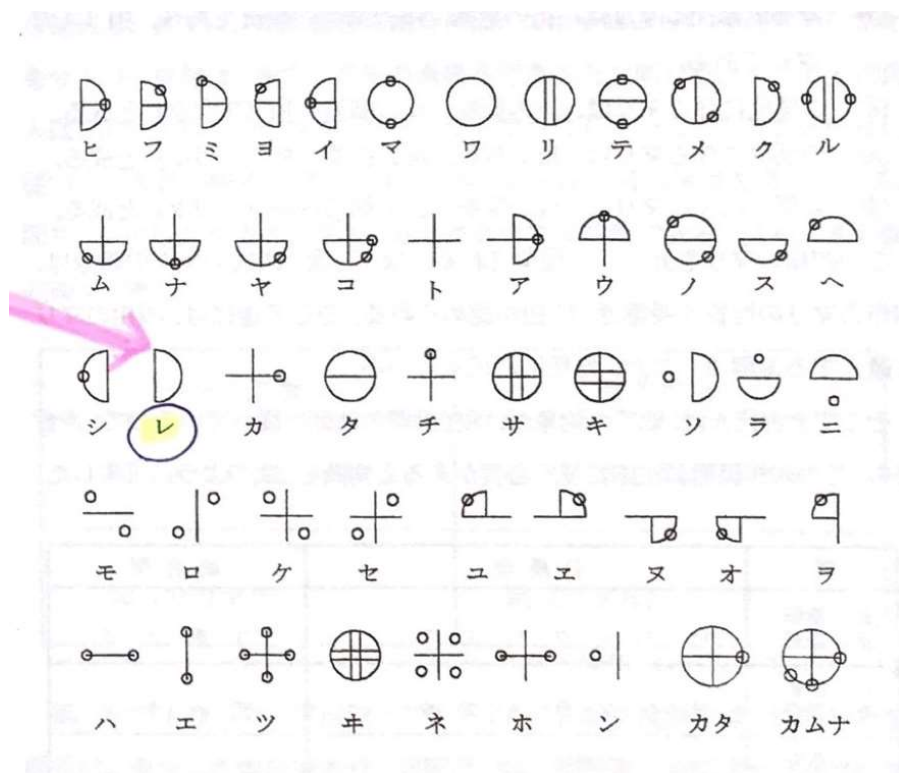 ヒ フ ミ ヨ イ マ ワ リ テ メ ク ル
ム ナ ヤ コ ト ア ウ ノ ス ヘ
シ レ カ タ チ サ キ ソ ラ ニ
モ ロ ケ セ ユ ヱ ヌ オ ヲ
ハ エ ツ ヰ ネ ホ ン カタ カムナ